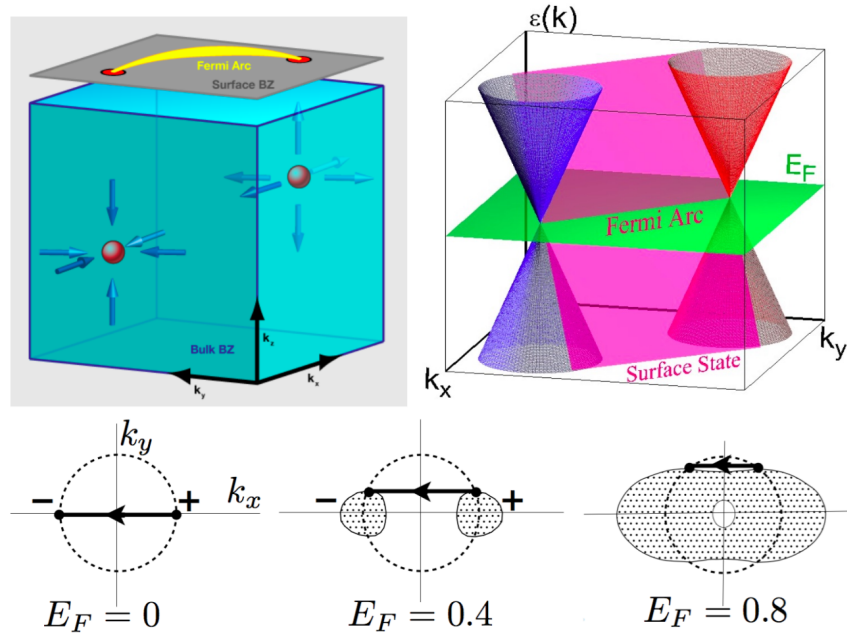 Fermi Arc
Surface BZ
Bulk BZ
k_z
k_x
k_y
ε(k)
E_F
Fermi Arc
Surface State
k_x
k_y
k_y
− + k_x
E_F = 0
− +
E_F = 0.4
E_F = 0.8